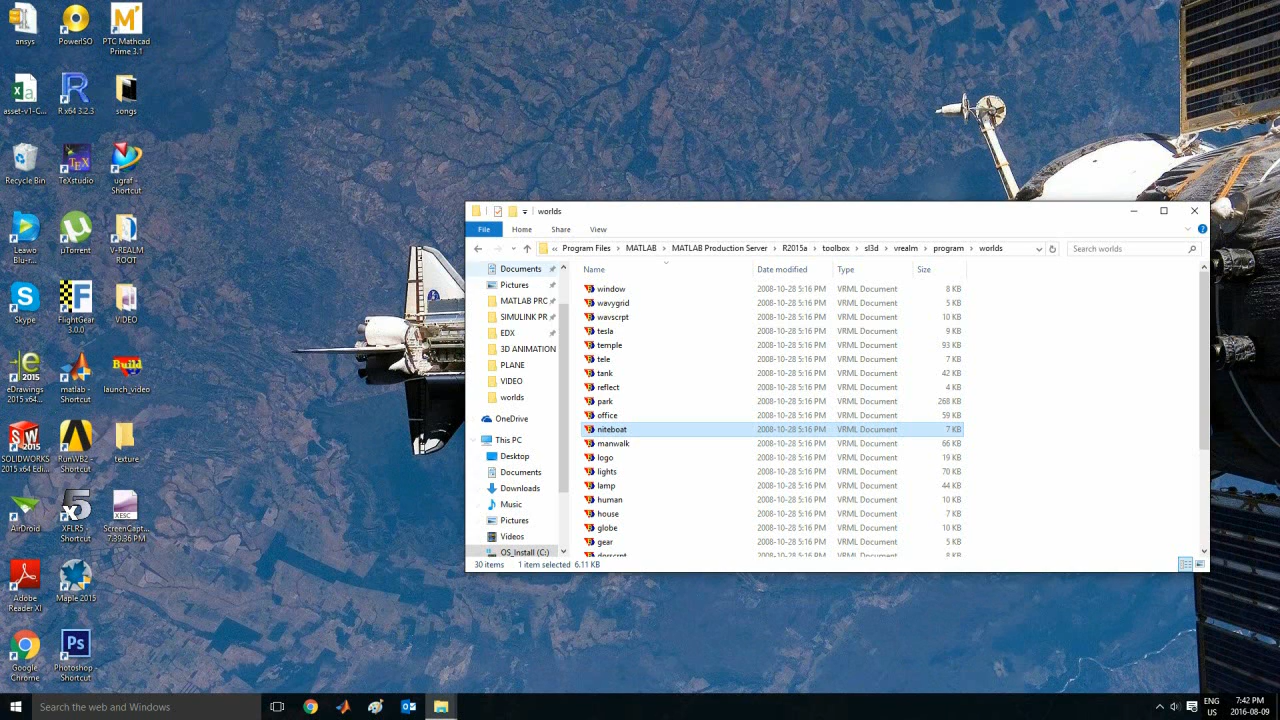 ansys
PowerISO
PTC Mathcad
Prime 3.1
asset-v1-C...
R x64 3.2.3
songs
Recycle Bin
TeXstudio
ugraf -
Shortcut
Leawo
Blu-r...
µTorrent
V-REALM
ROOT
Skype
FlightGear
3.0.0
VIDEO
eDrawings
2015 x64...
matlab -
Shortcut
Build
launch_video
SOLIDWORKS
2015 x64 Edi...
RunWB2 -
Shortcut
texture
AirDroid
XFLR5 -
Shortcut
XESC
ScreenCapt...
7.39.36 PM
Adobe
Reader XI
Maple 2015
Google
Chrome
Photoshop -
Shortcut
worlds
File Home Share View
« Program Files › MATLAB › MATLAB Production Server › R2015a › toolbox › sl3d › vrealm › program › worlds
Search worlds
Documents
Pictures
MATLAB PRC
SIMULINK PR
EDX
3D ANIMATION
PLANE
VIDEO
worlds
OneDrive
This PC
Desktop
Documents
Downloads
Music
Pictures
Videos
OS_Install (C:)
Name Date modified Type Size
window 2008-10-28 5:16 PM VRML Document 8 KB
wavygrid 2008-10-28 5:16 PM VRML Document 5 KB
wavscrpt 2008-10-28 5:16 PM VRML Document 10 KB
tesla 2008-10-28 5:16 PM VRML Document 9 KB
temple 2008-10-28 5:16 PM VRML Document 93 KB
tele 2008-10-28 5:16 PM VRML Document 7 KB
tank 2008-10-28 5:16 PM VRML Document 42 KB
reflect 2008-10-28 5:16 PM VRML Document 4 KB
park 2008-10-28 5:16 PM VRML Document 268 KB
office 2008-10-28 5:16 PM VRML Document 59 KB
niteboat 2008-10-28 5:16 PM VRML Document 7 KB
manwalk 2008-10-28 5:16 PM VRML Document 66 KB
logo 2008-10-28 5:16 PM VRML Document 19 KB
lights 2008-10-28 5:16 PM VRML Document 70 KB
lamp 2008-10-28 5:16 PM VRML Document 44 KB
human 2008-10-28 5:16 PM VRML Document 10 KB
house 2008-10-28 5:16 PM VRML Document 7 KB
globe 2008-10-28 5:16 PM VRML Document 10 KB
gear 2008-10-28 5:16 PM VRML Document 5 KB
2008-10-28 5:16 PM VRML Document 8 KB
30 items 1 item selected 6.11 KB
Search the web and Windows
ENG
US
7:42 PM
2016-08-09